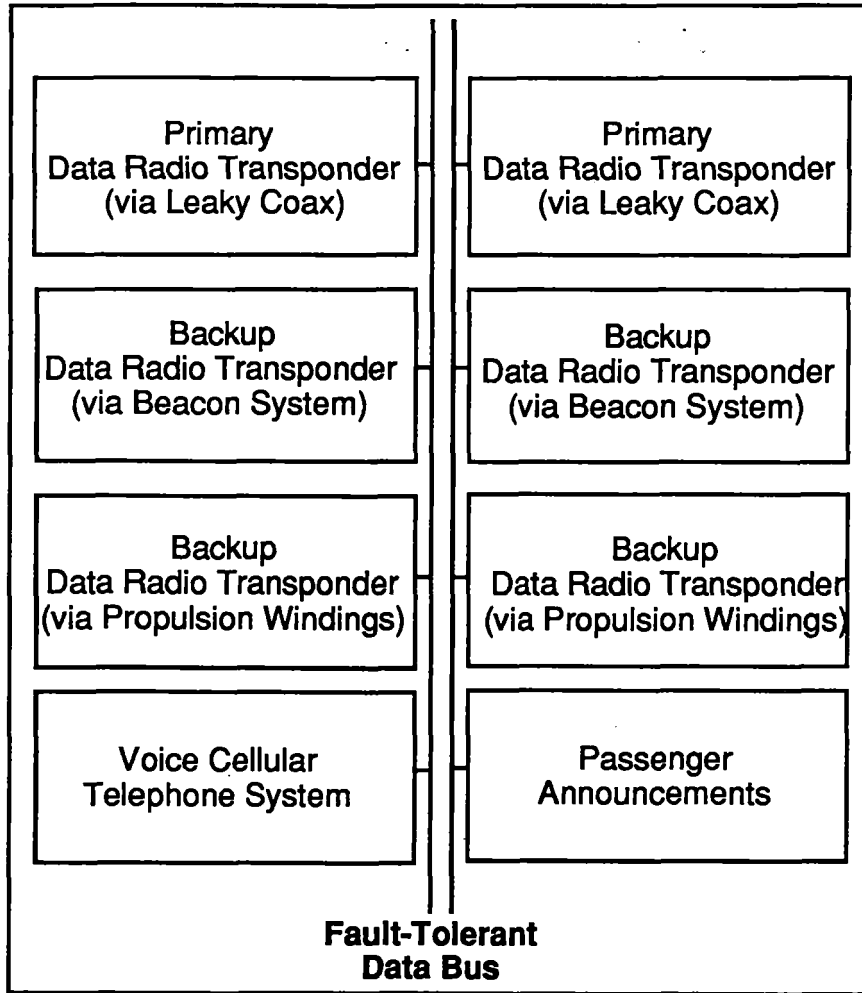 Primary
Data Radio Transponder
(via Leaky Coax)
Primary
Data Radio Transponder
(via Leaky Coax)
Backup
Data Radio Transponder
(via Beacon System)
Backup
Data Radio Transponder
(via Beacon System)
Backup
Data Radio Transponder
(via Propulsion Windings)
Backup
Data Radio Transponder
(via Propulsion Windings)
Voice Cellular
Telephone System
Passenger
Announcements
Fault-Tolerant
Data Bus